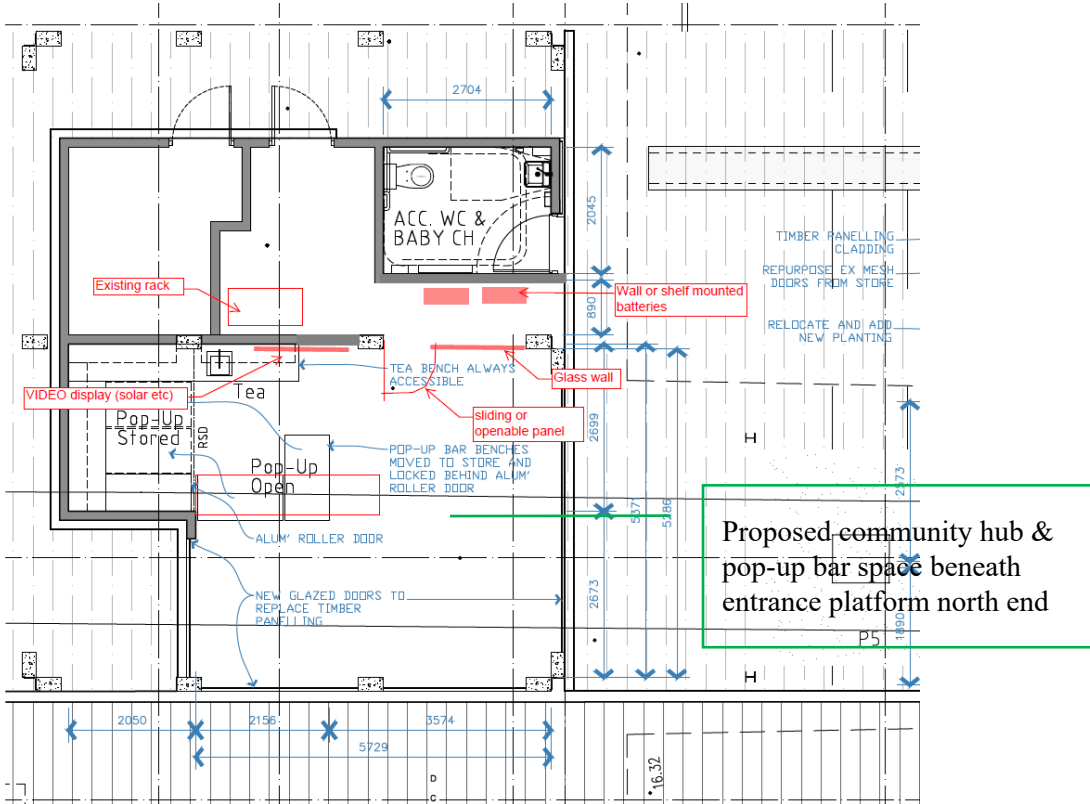 2704
ACC. WC &
BABY CH
2045
890
TIMBER PANELLING
CLADDING
REPURPOSE EX MESH
DOORS FROM STORE
RELOCATE AND ADD
NEW PLANTING
Existing rack
Wall or shelf mounted
batteries
TEA BENCH ALWAYS
ACCESSIBLE
Glass wall
VIDEO display (solar etc)
Tea
sliding or
openable panel
Pop-Up
Stored
RSD
Pop-Up
Open
POP-UP BAR BENCHES
MOVED TO STORE AND
LOCKED BEHIND ALUM'
ROLLER DOOR
2699
5371
5286
2573
ALUM' ROLLER DOOR
Proposed community hub &
pop-up bar space beneath
entrance platform north end
NEW GLAZED DOORS TO
REPLACE TIMBER
PANELLING
2673
1890
P5
2050
2156
3574
5729
16.32
D